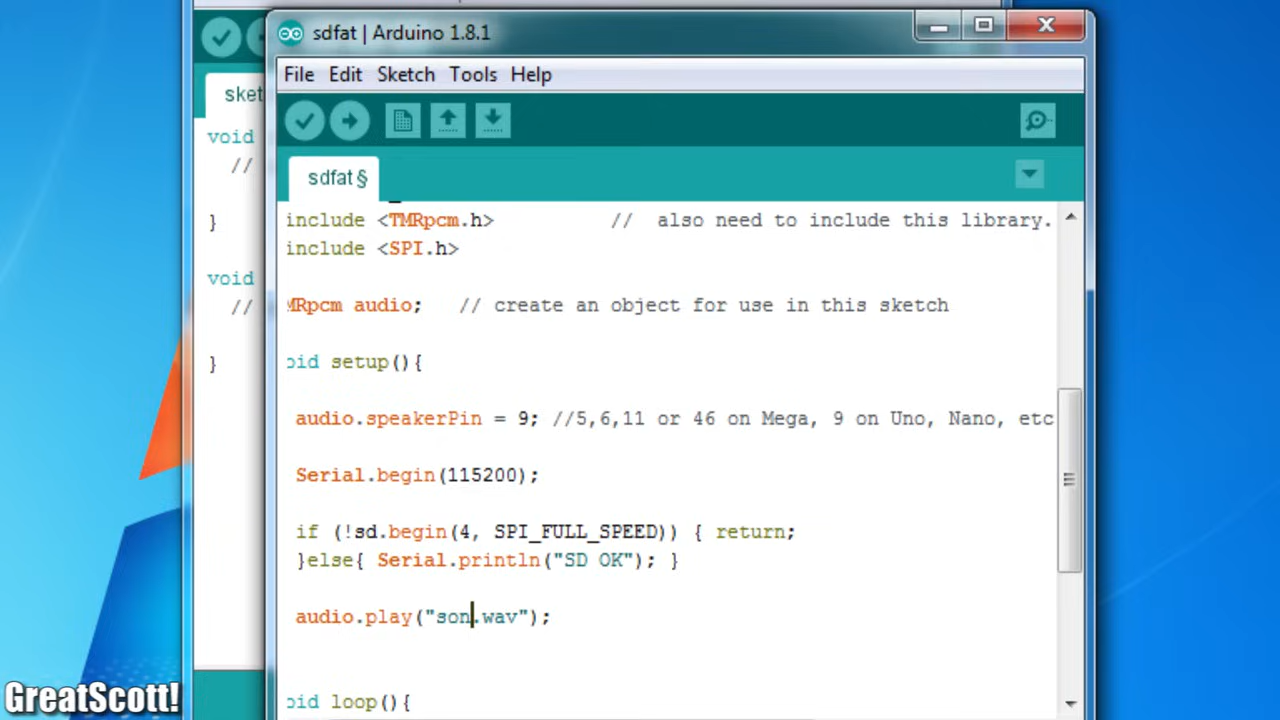 sdfat | Arduino 1.8.1
File Edit Sketch Tools Help
sket
sdfat§
void
//
}
void
//
}
include <TMRpcm.h> // also need to include this library.
include <SPI.h>
MRpcm audio; // create an object for use in this sketch
oid setup(){
audio.speakerPin = 9; //5,6,11 or 46 on Mega, 9 on Uno, Nano, etc
Serial.begin(115200);
if (!sd.begin(4, SPI_FULL_SPEED)) { return;
}else{ Serial.println("SD OK"); }
audio.play("son.wav");
oid loop(){
GreatScott!